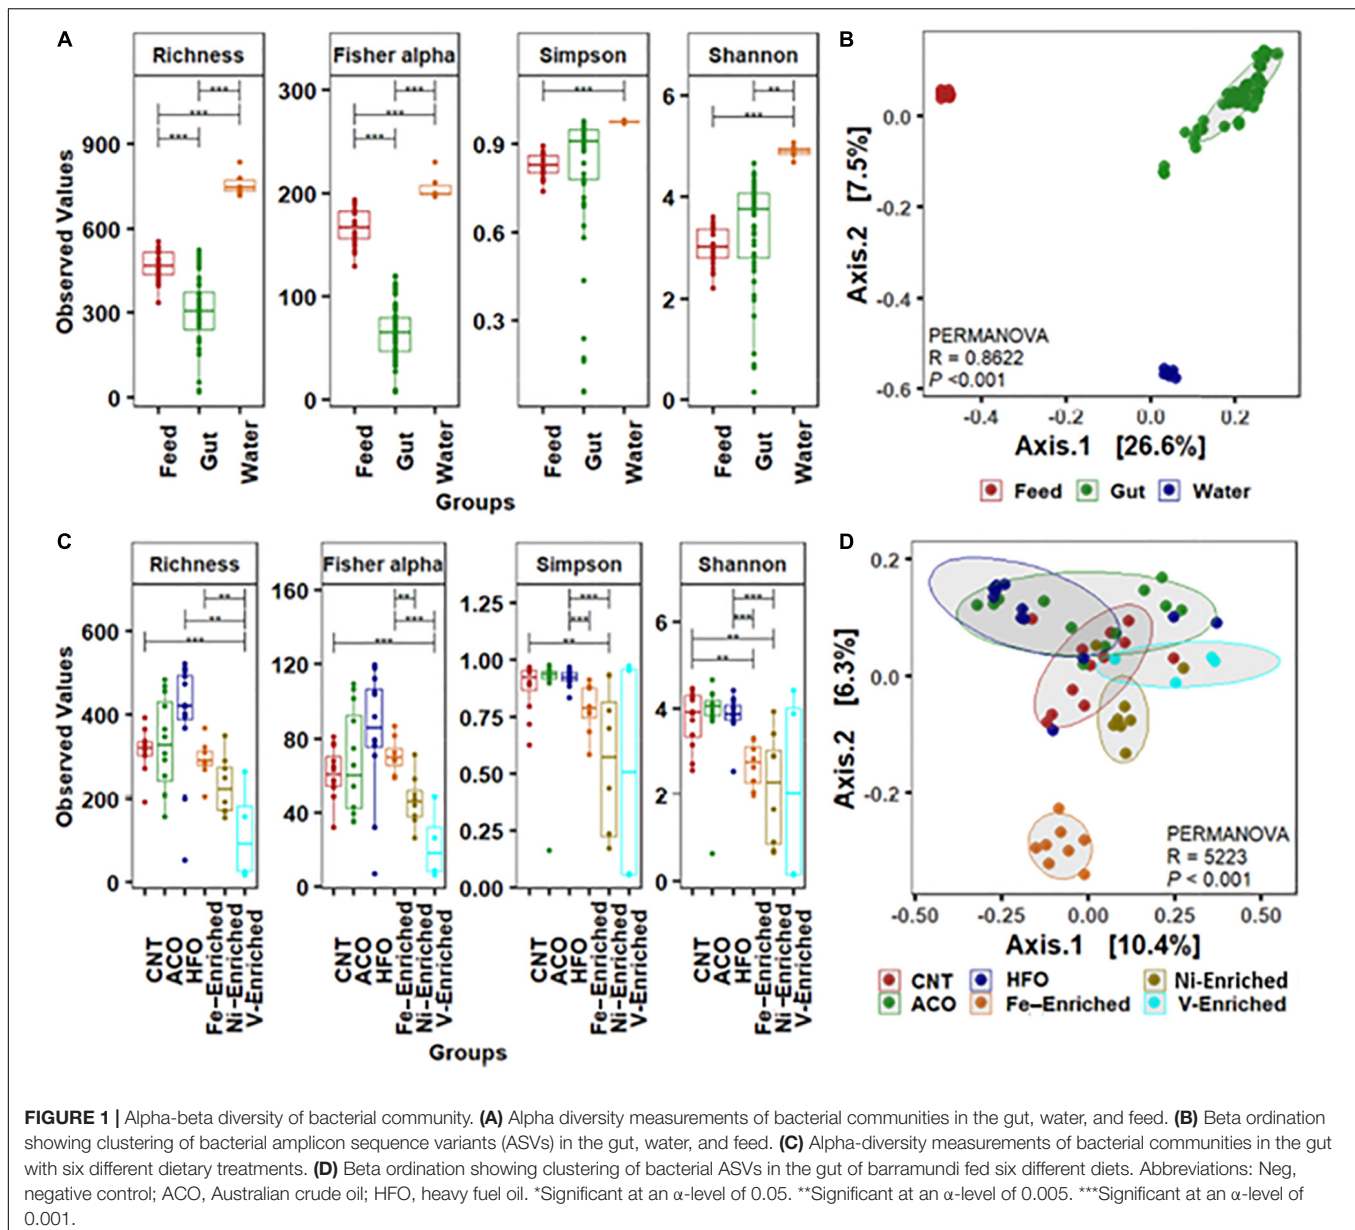 A
Richness
Fisher alpha
Simpson
Shannon
Observed Values
900
600
300
0
***
***
***
300
200
100
0
***
***
***
0.9
0.6
0.3
***
6
4
2
0
**
***
Feed
Gut
Water
Feed
Gut
Water
Feed
Gut
Water
Feed
Gut
Water
Groups
B
Axis.2 [7.5%]
0.0
-0.2
-0.4
-0.6
PERMANOVA
R = 0.8622
P <0.001
-0.4
-0.2
0.0
0.2
Axis.1 [26.6%]
Feed
Gut
Water
C
Richness
Fisher alpha
Simpson
Shannon
Observed Values
600
400
200
0
**
**
***
160
120
80
40
0
**
***
***
1.25
1.00
0.75
0.50
0.25
0.00
***
***
**
6
4
2
0
***
***
**
**
CNT
ACO
HFO
Fe–Enriched
Ni-Enriched
V-Enriched
CNT
ACO
HFO
Fe–Enriched
Ni-Enriched
V-Enriched
CNT
ACO
HFO
Fe–Enriched
Ni-Enriched
V-Enriched
CNT
ACO
HFO
Fe–Enriched
Ni-Enriched
V-Enriched
Groups
D
Axis.2 [6.3%]
0.2
0.0
-0.2
PERMANOVA
R = 5223
P < 0.001
-0.50
-0.25
0.00
0.25
0.50
Axis.1 [10.4%]
CNT
HFO
Ni-Enriched
ACO
Fe–Enriched
V-Enriched
FIGURE 1 | Alpha-beta diversity of bacterial community. (A) Alpha diversity measurements of bacterial communities in the gut, water, and feed. (B) Beta ordination
showing clustering of bacterial amplicon sequence variants (ASVs) in the gut, water, and feed. (C) Alpha-diversity measurements of bacterial communities in the gut
with six different dietary treatments. (D) Beta ordination showing clustering of bacterial ASVs in the gut of barramundi fed six different diets. Abbreviations: Neg,
negative control; ACO, Australian crude oil; HFO, heavy fuel oil. *Significant at an α-level of 0.05. **Significant at an α-level of 0.005. ***Significant at an α-level of
0.001.